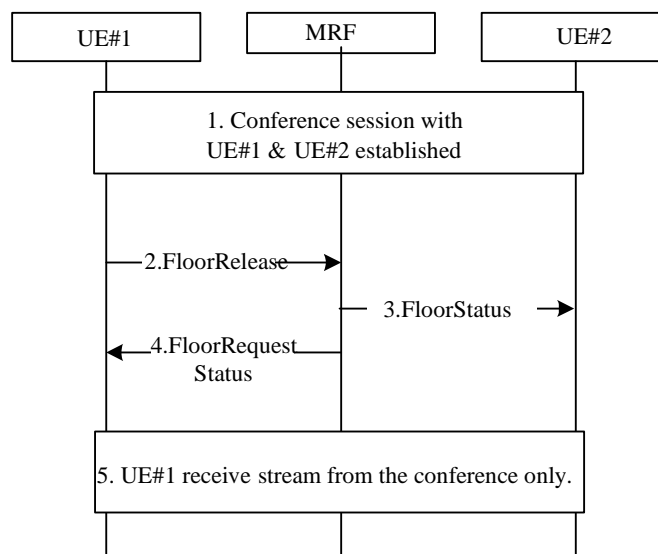 UE#1
MRF
UE#2
1. Conference session with
UE#1 & UE#2 established
2.FloorRelease
3.FloorStatus
4.FloorRequest
Status
5. UE#1 receive stream from the conference only.